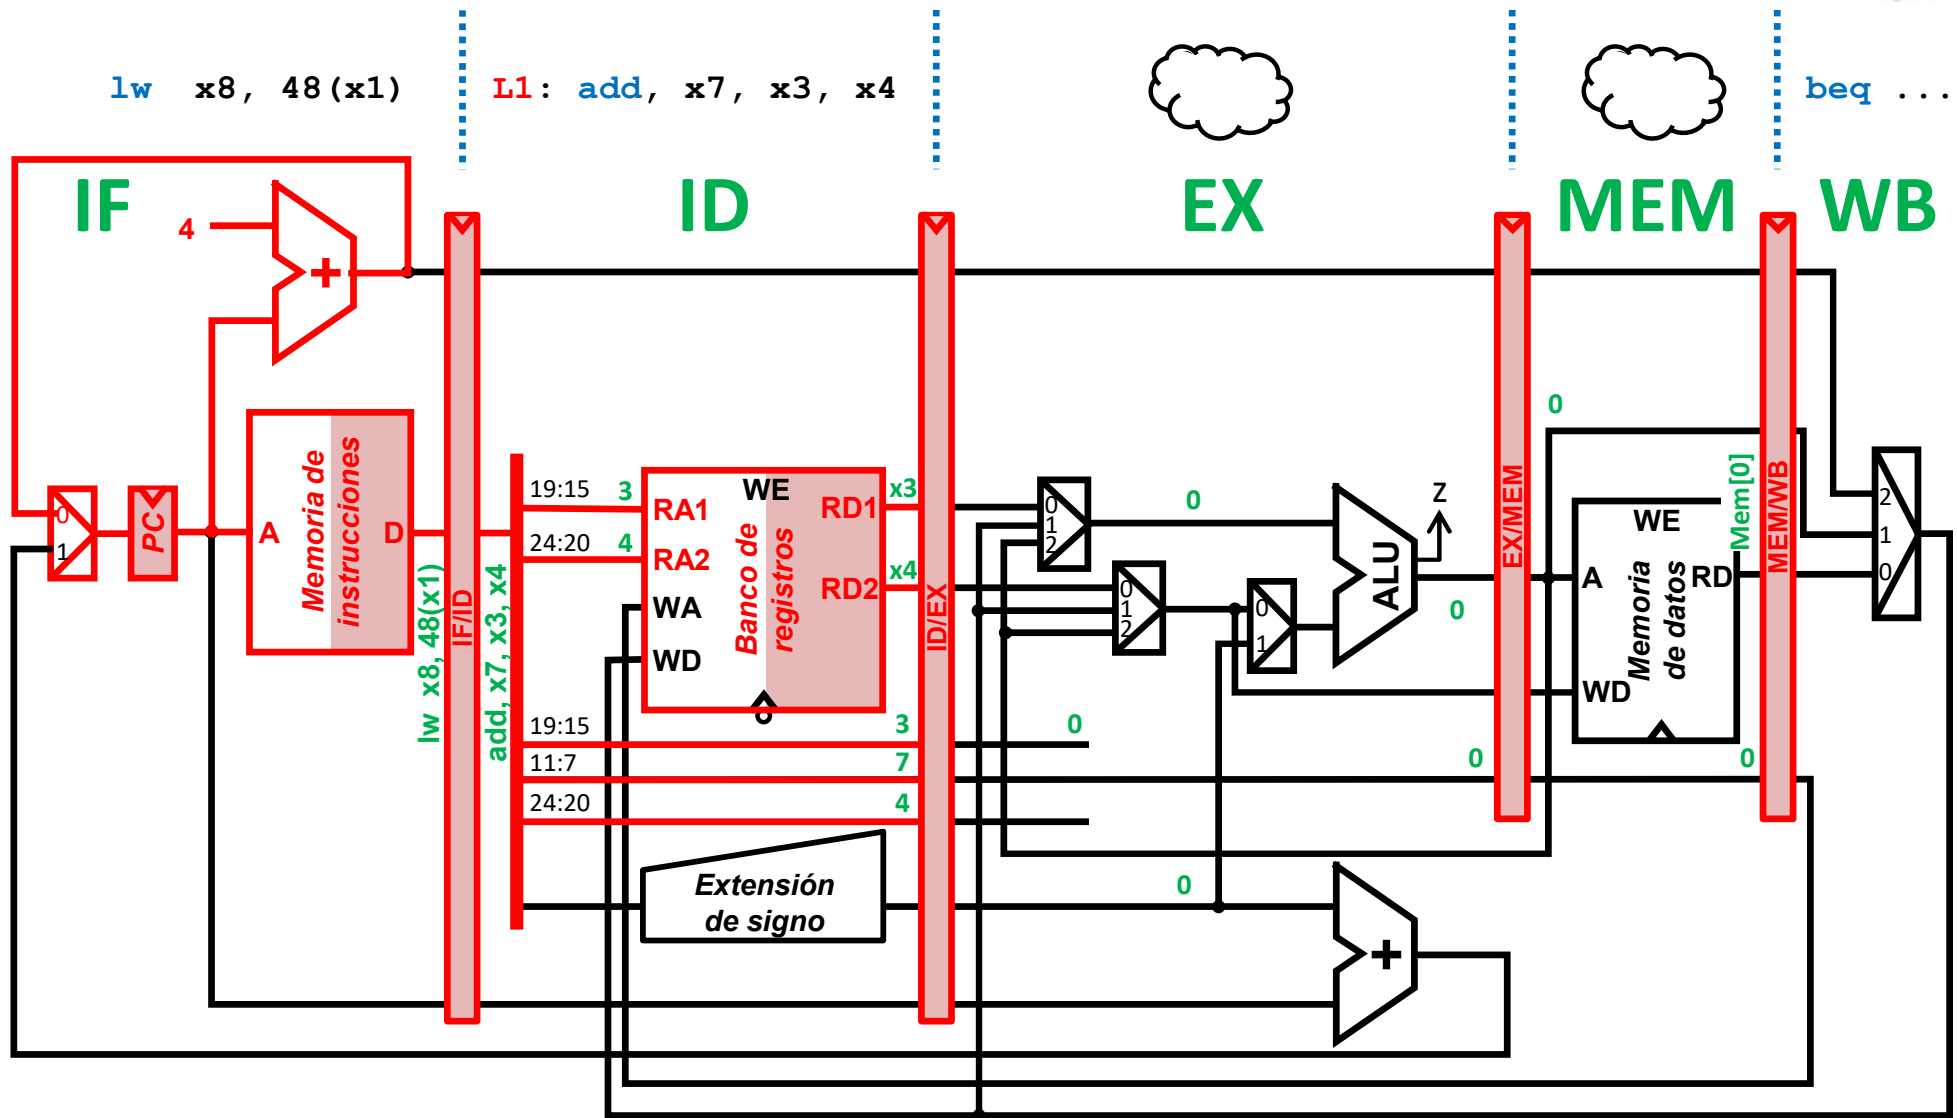 lw x8, 48(x1)
L1: add, x7, x3, x4
beq ...
IF
ID
EX
MEM
WB
4
+
0
1
PC
A
Memoria de
instrucciones
D
lw x8, 48(x1)
IF/ID
add, x7, x3, x4
19:15
3
24:20
4
RA1
RA2
WA
WD
WE
Banco de
registros
RD1
RD2
x3
x4
19:15
3
11:7
7
24:20
4
Extensión
de signo
ID/EX
0
1
2
0
1
2
0
1
0
0
0
ALU
Z
0
0
+
EX/MEM
0
A
WE
Memoria
de datos
RD
WD
Mem[0]
0
MEM/WB
2
1
0